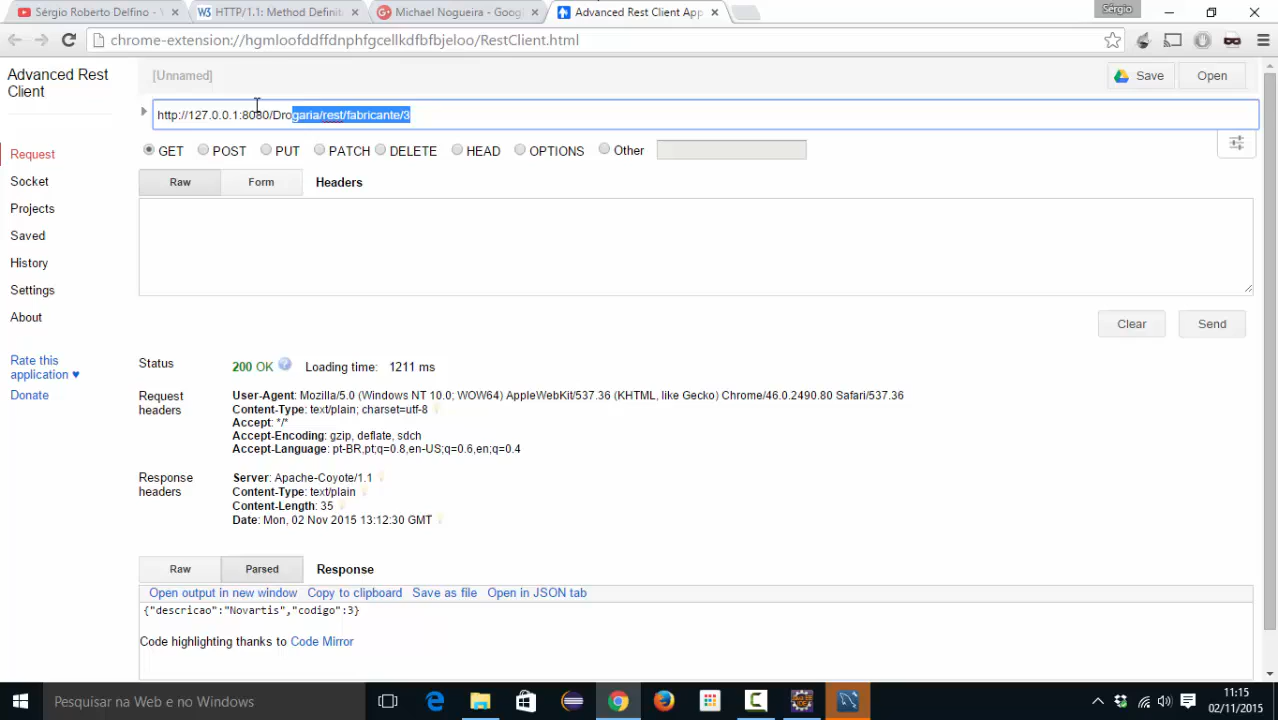 Sérgio Roberto Delfino - 
HTTP/1.1: Method Definit
Michael Nogueira - Goog
Advanced Rest Client App
Sérgio
chrome-extension://hgmloofddffdnphfgcellkdfbfbjeloo/RestClient.html
Advanced Rest
Client
[Unnamed]
Save
Open
http://127.0.0.1:8080/Drogaria/rest/fabricante/3
GET
POST
PUT
PATCH
DELETE
HEAD
OPTIONS
Other
Request
Socket
Projects
Saved
History
Settings
About
Rate this
application ♥
Donate
Raw
Form
Headers
Clear
Send
Status
200 OK
Loading time: 1211 ms
Request
headers
User-Agent: Mozilla/5.0 (Windows NT 10.0; WOW64) AppleWebKit/537.36 (KHTML, like Gecko) Chrome/46.0.2490.80 Safari/537.36
Content-Type: text/plain; charset=utf-8
Accept: */*
Accept-Encoding: gzip, deflate, sdch
Accept-Language: pt-BR,pt;q=0.8,en-US;q=0.6,en;q=0.4
Response
headers
Server: Apache-Coyote/1.1
Content-Type: text/plain
Content-Length: 35
Date: Mon, 02 Nov 2015 13:12:30 GMT
Raw
Parsed
Response
Open output in new window
Copy to clipboard
Save as file
Open in JSON tab
{"descricao":"Novartis","codigo":3}
Code highlighting thanks to Code Mirror
Pesquisar na Web e no Windows
11:15
02/11/2015